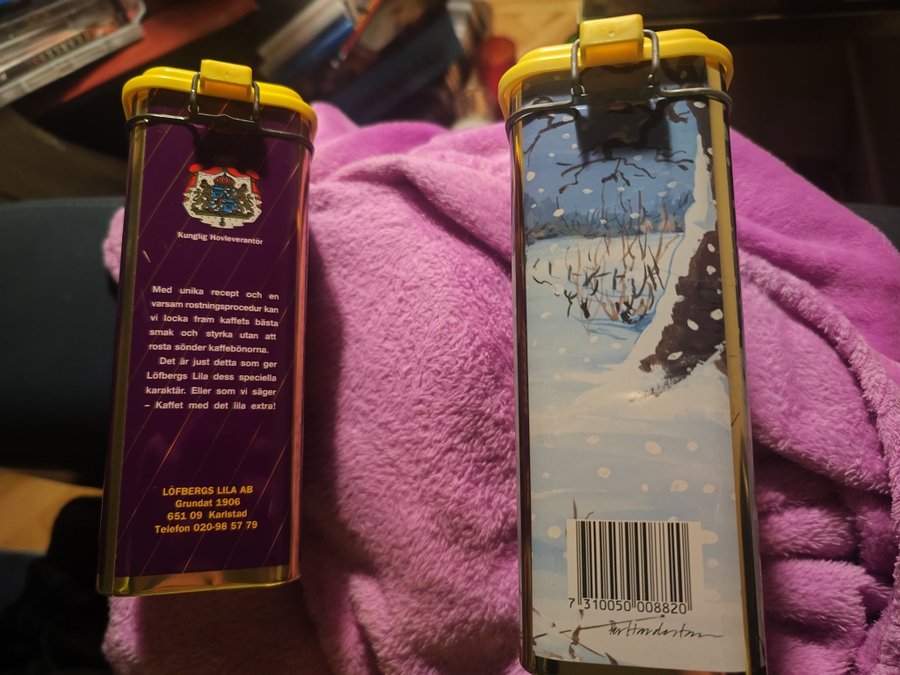 Kunglig Hovleverantör
Med unika recept och en
varsam rostningsprocedur kan
vi locka fram kaffets bästa
smak och styrka utan att
rosta sönder kaffebönorna.
Det är just detta som ger
Löfbergs Lila dess speciella
karaktär. Eller som vi säger
– Kaffet med det lila extra!
LÖFBERGS LILA AB
Grundat 1906
651 09 Karlstad
Telefon 020-98 57 79
7 310050 008820